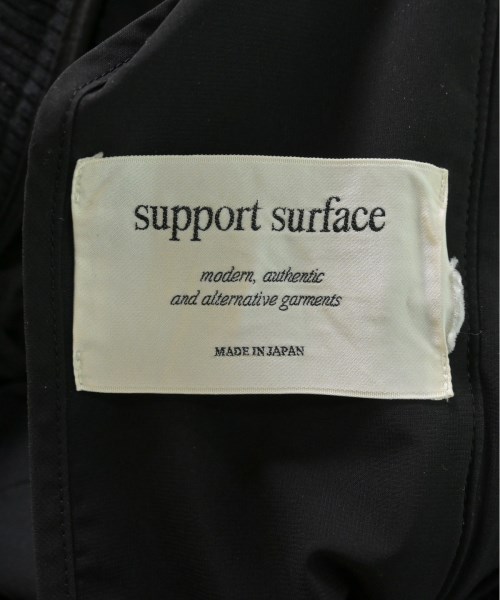 support surface
modern, authentic
and alternative garments
MADE IN JAPAN